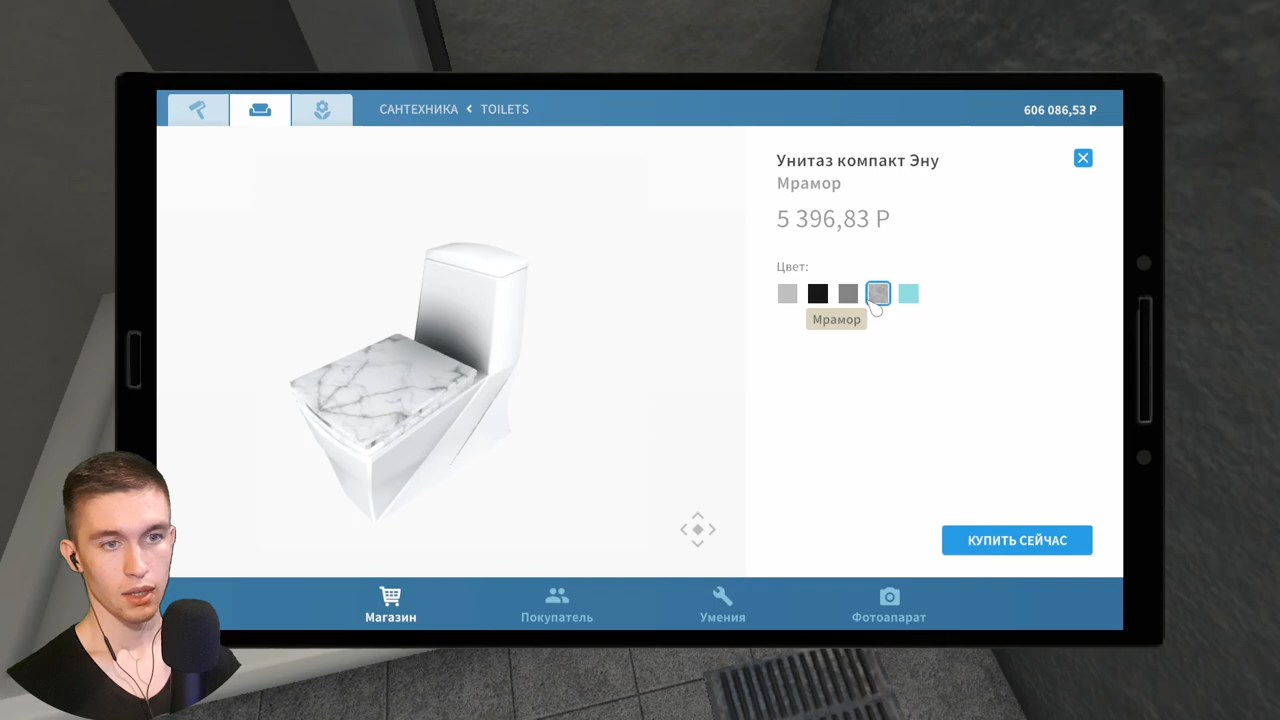 САНТЕХНИКА < TOILETS
606 086,53 Р
Унитаз компакт Эну
Мрамор
5 396,83 Р
Цвет:
Мрамор
КУПИТЬ СЕЙЧАС
Магазин
Покупатель
Умения
Фотоапарат